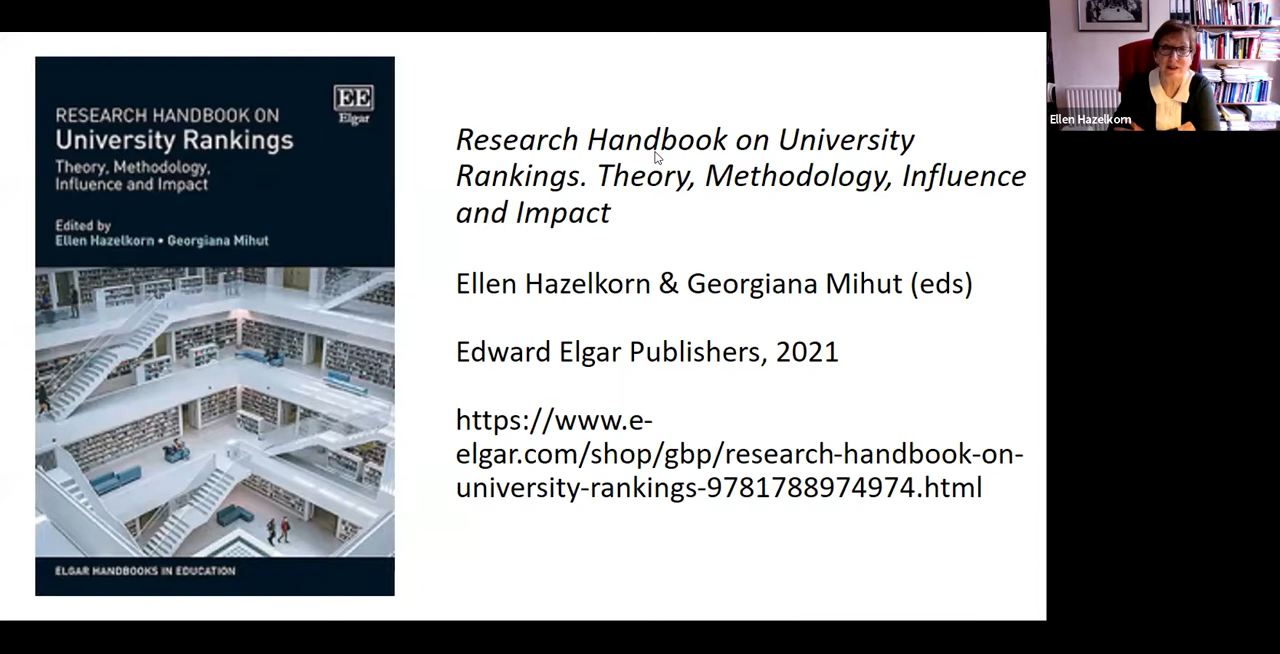 RESEARCH HANDBOOK ON
University Rankings
Theory, Methodology,
Influence and Impact
EE
Elgar
Edited by
Ellen Hazelkorn • Georgiana Mihut
ELGAR HANDBOOKS IN EDUCATION
Research Handbook on University
Rankings. Theory, Methodology, Influence
and Impact
Ellen Hazelkorn & Georgiana Mihut (eds)
Edward Elgar Publishers, 2021
https://www.e-
elgar.com/shop/gbp/research-handbook-on-
university-rankings-9781788974974.html
Ellen Hazelkorn